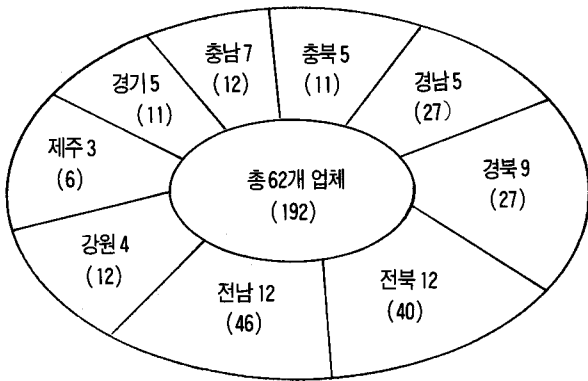 충남 7
(12)
충북 5
(11)
경기 5
(11)
경남 5
(27)
제주 3
(6)
총 62개 업체
(192)
경북 9
(27)
강원 4
(12)
전남 12
(46)
전북 12
(40)